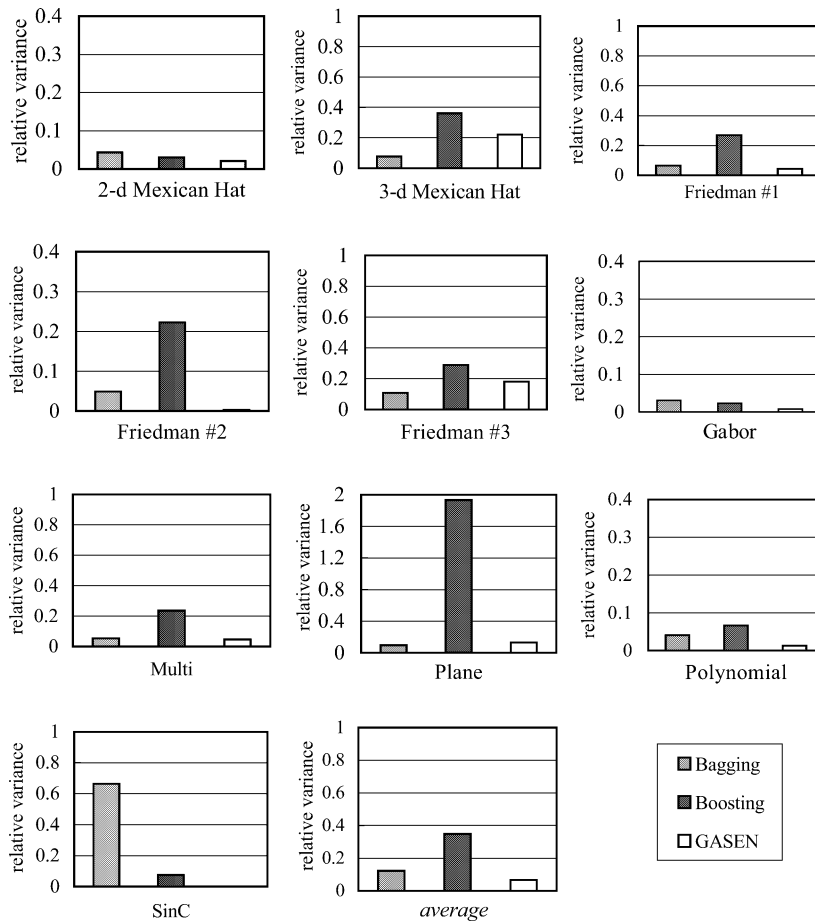 relative variance
0.4
0.3
0.2
0.1
0
2-d Mexican Hat
relative variance
1
0.8
0.6
0.4
0.2
0
3-d Mexican Hat
relative variance
1
0.8
0.6
0.4
0.2
0
Friedman #1
relative variance
0.4
0.3
0.2
0.1
0
Friedman #2
relative variance
1
0.8
0.6
0.4
0.2
0
Friedman #3
relative variance
0.4
0.3
0.2
0.1
0
Gabor
relative variance
1
0.8
0.6
0.4
0.2
0
Multi
relative variance
2
1.6
1.2
0.8
0.4
0
Plane
relative variance
0.4
0.3
0.2
0.1
0
Polynomial
relative variance
1
0.8
0.6
0.4
0.2
0
SinC
relative variance
1
0.8
0.6
0.4
0.2
0
average
Bagging
Boosting
GASEN